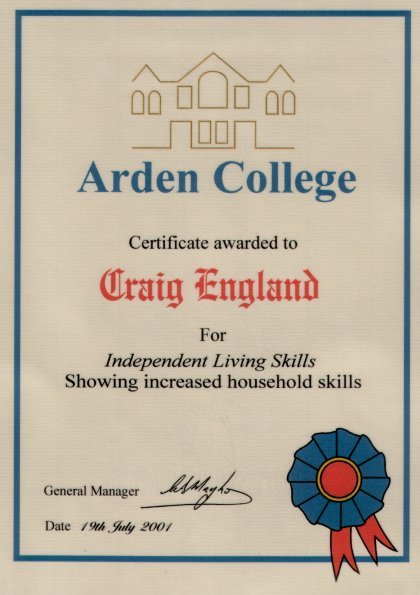 Arden College
Certificate awarded to
Craig England
For
Independent Living Skills
Showing increased household skills
General Manager
Date 19th July 2001